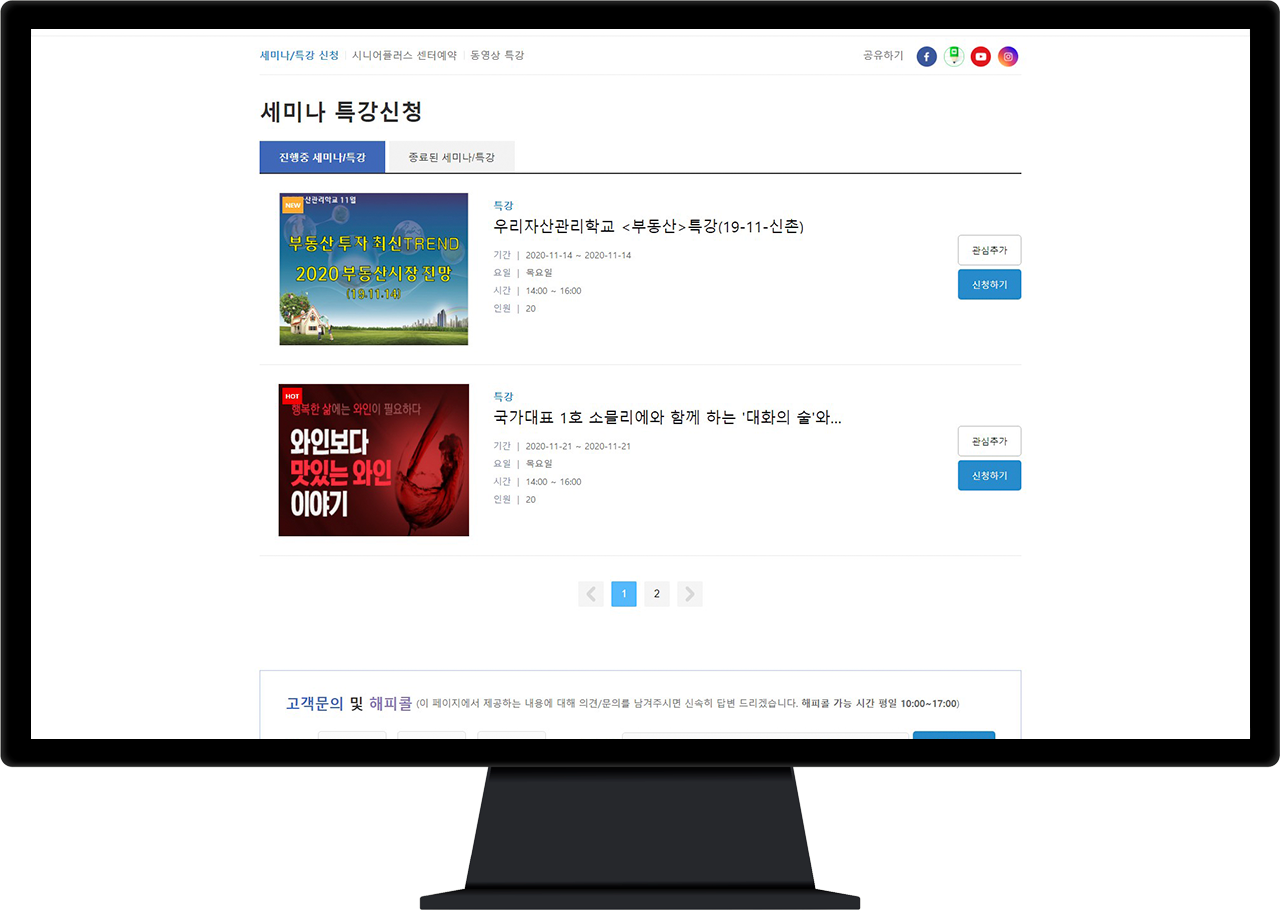 세미나/특강 신청 | 시니어플러스 센터예약 | 동영상 특강
공유하기
세미나 특강신청
진행중 세미나/특강
종료된 세미나/특강
NEW
산관리학교 11월
부동산 투자 최신TREND
2020 부동산시장 전망
(19.11.14)
특강
우리자산관리학교 <부동산>특강(19-11-신촌)
기간 | 2020-11-14 ~ 2020-11-14
요일 | 목요일
시간 | 14:00 ~ 16:00
인원 | 20
관심추가
신청하기
HOT
행복한 삶에는 와인이 필요하다
와인보다
맛있는 와인
이야기
특강
국가대표 1호 소믈리에와 함께 하는 '대화의 술'와...
기간 | 2020-11-21 ~ 2020-11-21
요일 | 목요일
시간 | 14:00 ~ 16:00
인원 | 20
관심추가
신청하기
1
2
고객문의 및 해피콜 (이 페이지에서 제공하는 내용에 대해 의견/문의를 남겨주시면 신속히 답변 드리겠습니다. 해피콜 가능 시간 평일 10:00~17:00)